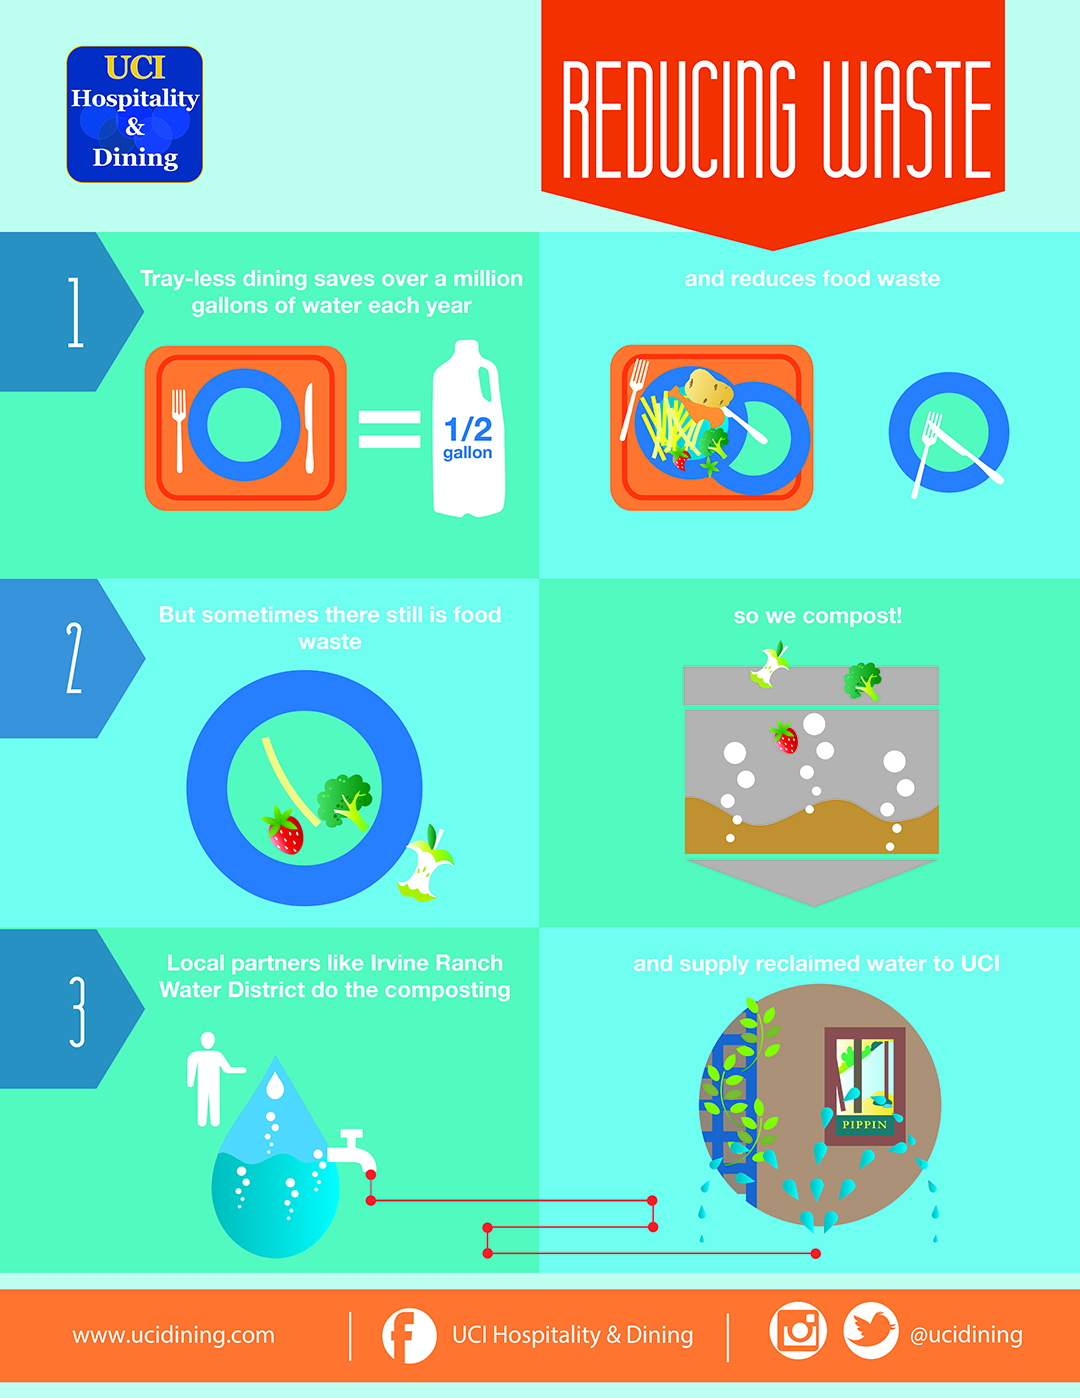 UCI
Hospitality
&
Dining
REDUCING WASTE
1
Tray-less dining saves over a million
gallons of water each year
1/2
gallon
and reduces food waste
2
But sometimes there still is food
waste
so we compost!
3
Local partners like Irvine Ranch
Water District do the composting
and supply reclaimed water to UCI
PIPPIN
www.ucidining.com
UCI Hospitality & Dining
@ucidining